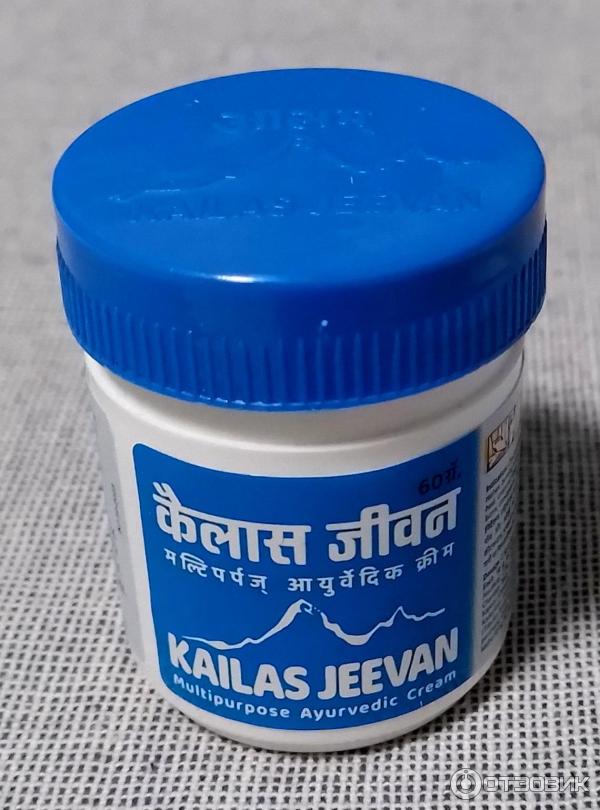 KAILAS JEEVAN
60ग्रॅ.
कैलास जीवन
मल्टिपर्पज् आयुर्वेदिक क्रीम
KAILAS JEEVAN
Multipurpose Ayurvedic Cream
ОТЗОВИК